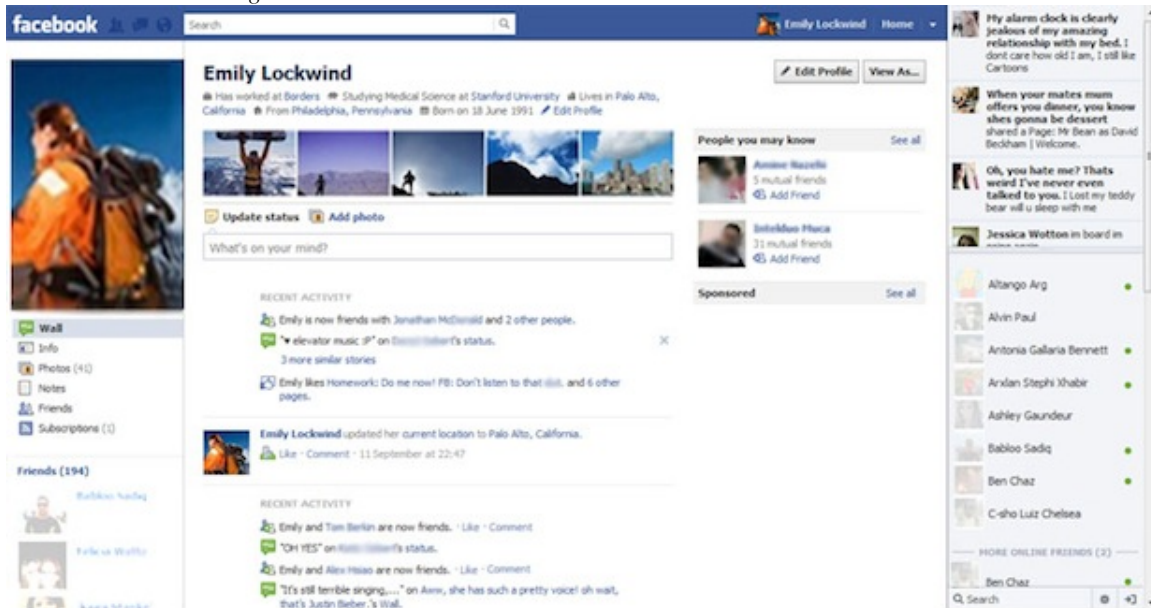 facebook
Search
Emily Lockwind
Home
Emily Lockwind
Has worked at Borders Studying Medical Science at Stanford University Lives in Palo Alto,
California From Philadelphia, Pennsylvania Born on 18 June 1991 Edit Profile
Edit Profile
View As...
Update status Add photo
What's on your mind?
RECENT ACTIVITY
Emily is now friends with and 2 other people.
"♥ elevator music :P" on 's status.
3 more similar stories
Emily likes Homework: Do me now! FB: Don't listen to that . and 6 other
pages.
Emily Lockwind updated her current location to Palo Alto, California.
Like · Comment · 11 September at 22:47
RECENT ACTIVITY
Emily and are now friends. · Like · Comment
"OH YES" on 's status.
Emily and are now friends. · Like · Comment
"It's still terrible singing,..." on Aww, she has such a pretty voice! oh wait,
that's Justin Bieber.'s Wall.
Wall
Info
Photos (41)
Notes
Friends
Subscriptions (1)
Friends (194)
Babloo Sadiq
People you may know See all
5 mutual friends
Add Friend
31 mutual friends
Add Friend
Sponsored See all
My alarm clock is clearly
jealous of my amazing
relationship with my bed. I
dont care how old I am, I still like
Cartoons
When your mates mum
offers you dinner, you know
shes gonna be dessert
shared a Page: Mr Bean as David
Beckham | Welcome.
Oh, you hate me? Thats
weird I've never even
talked to you. I Lost my teddy
bear will u sleep with me
Jessica Wotton in board in
Altango Arg
Alvin Paul
Antonia Gallaria Bennett
Arxlan Stephi Xhabir
Ashley Gaundeur
Babloo Sadiq
Ben Chaz
C-sho Luiz Chelsea
MORE ONLINE FRIENDS (2)
Ben Chaz
Search